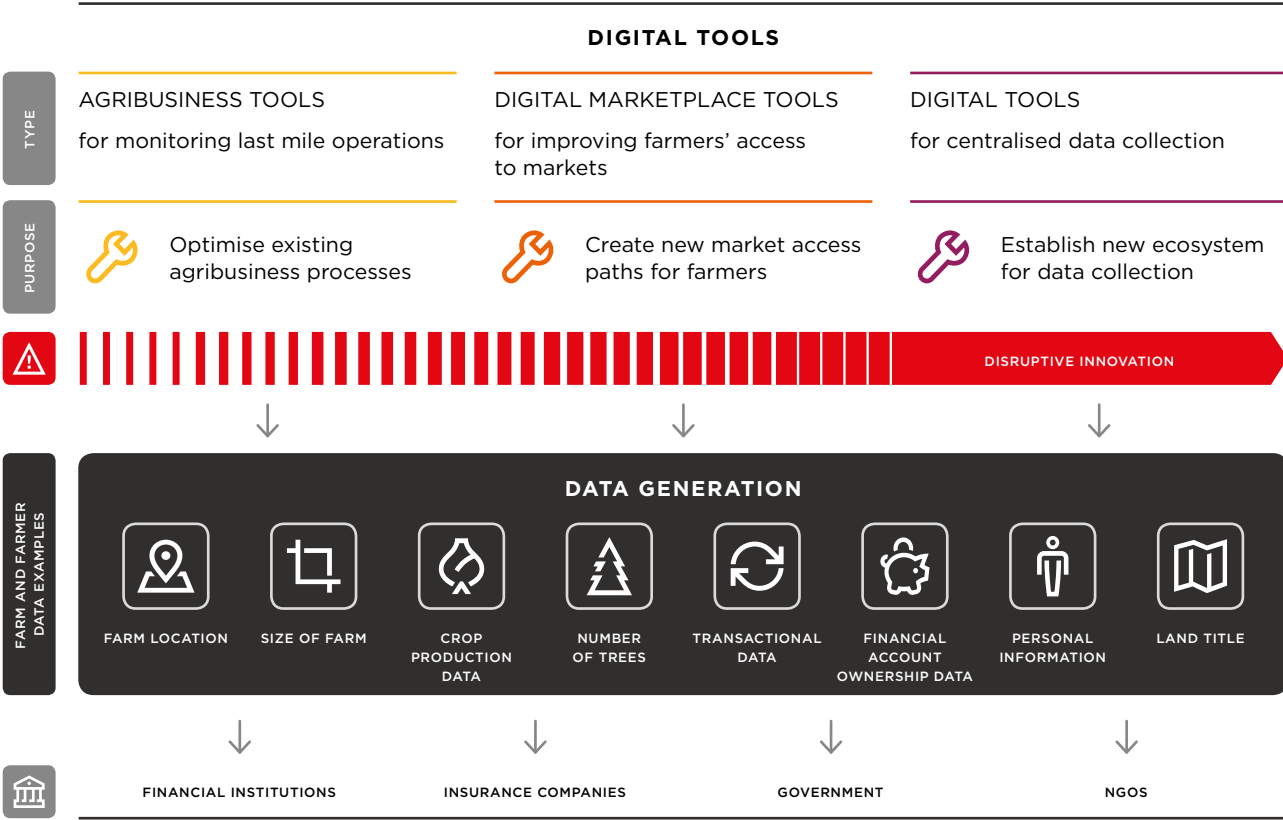 DIGITAL TOOLS
TYPE
AGRIBUSINESS TOOLS
for monitoring last mile operations
DIGITAL MARKETPLACE TOOLS
for improving farmers’ access
to markets
DIGITAL TOOLS
for centralised data collection
PURPOSE
Optimise existing
agribusiness processes
Create new market access
paths for farmers
Establish new ecosystem
for data collection
DISRUPTIVE INNOVATION
FARM AND FARMER
DATA EXAMPLES
DATA GENERATION
FARM LOCATION
SIZE OF FARM
CROP
PRODUCTION
DATA
NUMBER
OF TREES
TRANSACTIONAL
DATA
FINANCIAL
ACCOUNT
OWNERSHIP DATA
PERSONAL
INFORMATION
LAND TITLE
FINANCIAL INSTITUTIONS
INSURANCE COMPANIES
GOVERNMENT
NGOS